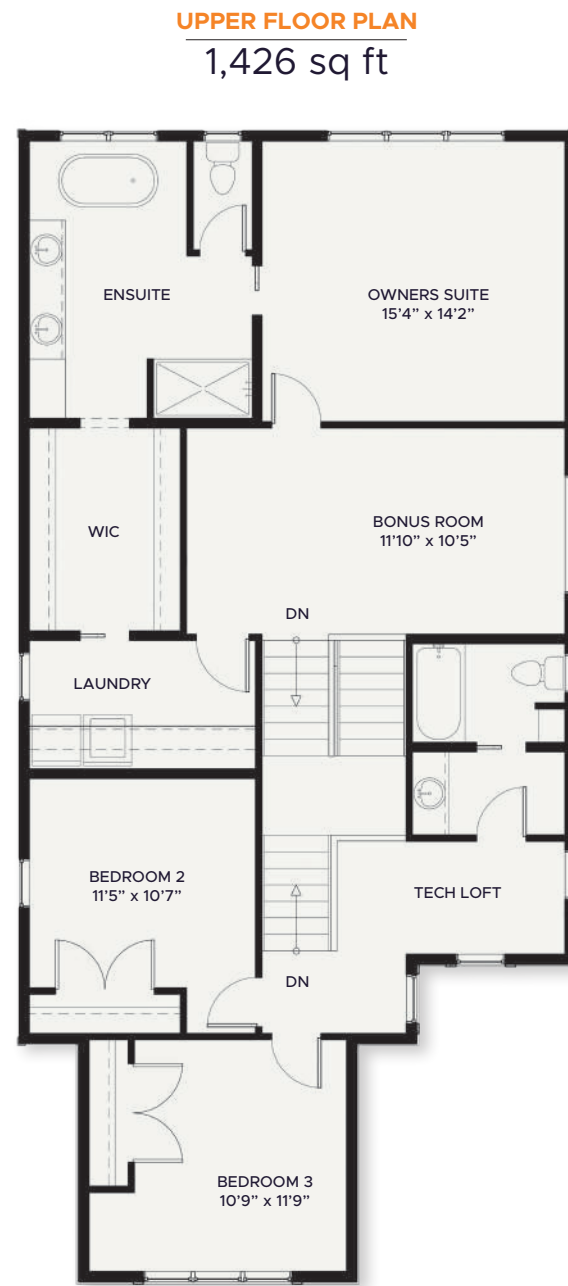 UPPER FLOOR PLAN
1,426 sq ft
ENSUITE
OWNERS SUITE
15'4” x 14'2”
WIC
BONUS ROOM
11'10” x 10'5”
DN
LAUNDRY
BEDROOM 2
11'5” x 10'7”
TECH LOFT
DN
BEDROOM 3
10'9” x 11'9”